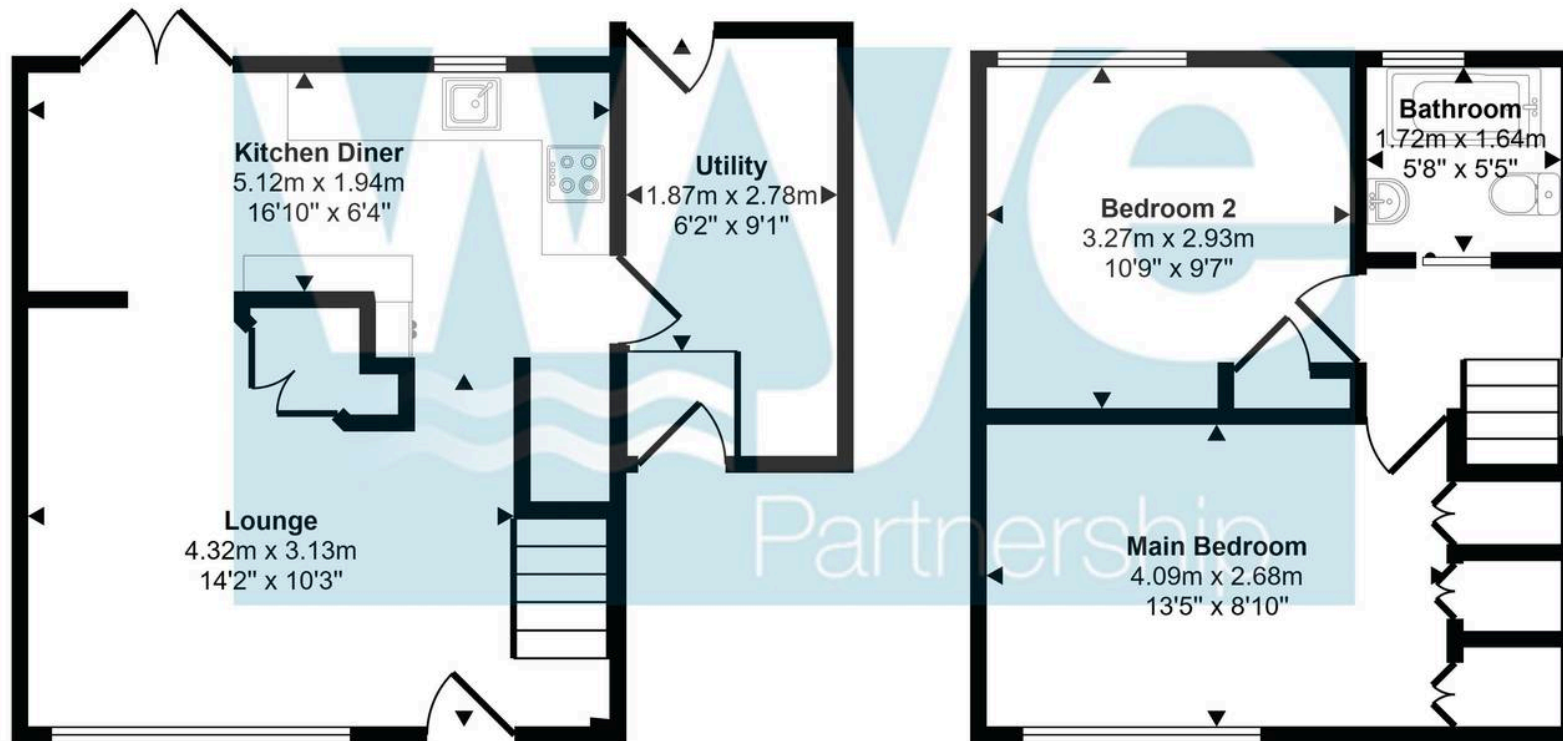 Kitchen Diner
5.12m x 1.94m
16'10" x 6'4"
Utility
1.87m x 2.78m
6'2" x 9'1"
Lounge
4.32m x 3.13m
14'2" x 10'3"
Bedroom 2
3.27m x 2.93m
10'9" x 9'7"
Bathroom
1.72m x 1.64m
5'8" x 5'5"
Main Bedroom
4.09m x 2.68m
13'5" x 8'10"
wye
Partnership